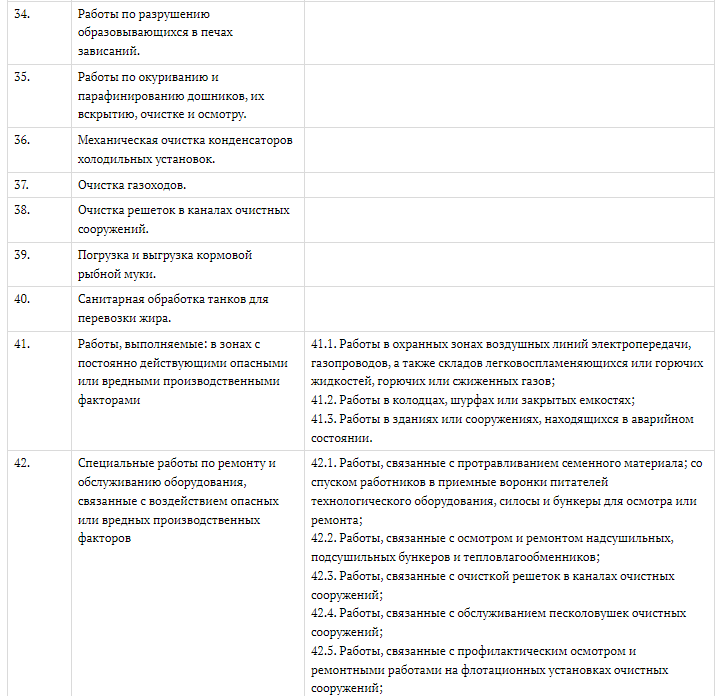 34.
Работы по разрушению
образовывающихся в печах
зависаний.
35.
Работы по окуриванию и
парафинированию дошников, их
вскрытию, очистке и осмотру.
36.
Механическая очистка конденсаторов
холодильных установок.
37.
Очистка газоходов.
38.
Очистка решеток в каналах очистных
сооружений.
39.
Погрузка и выгрузка кормовой
рыбной муки.
40.
Санитарная обработка танков для
перевозки жира.
41.
Работы, выполняемые: в зонах с
постоянно действующими опасными
или вредными производственными
факторами
41.1. Работы в охранных зонах воздушных линий электропередачи,
газопроводов, а также складов легковоспламеняющихся или горючих
жидкостей, горючих или сжиженных газов;
41.2. Работы в колодцах, шурфах или закрытых емкостях;
41.3. Работы в зданиях или сооружениях, находящихся в аварийном
состоянии.
42.
Специальные работы по ремонту и
обслуживанию оборудования,
связанные с воздействием опасных
или вредных производственных
факторов
42.1. Работы, связанные с протравливанием семенного материала; со
спуском работников в приемные воронки питателей
технологического оборудования, силосы и бункеры для осмотра или
ремонта;
42.2. Работы, связанные с осмотром и ремонтом надсушильных,
подсушильных бункеров и тепловлагообменников;
42.3. Работы, связанные с очисткой решеток в каналах очистных
сооружений;
42.4. Работы, связанные с обслуживанием песколовушек очистных
сооружений;
42.5. Работы, связанные с профилактическим осмотром и
ремонтными работами на флотационных установках очистных
сооружений;